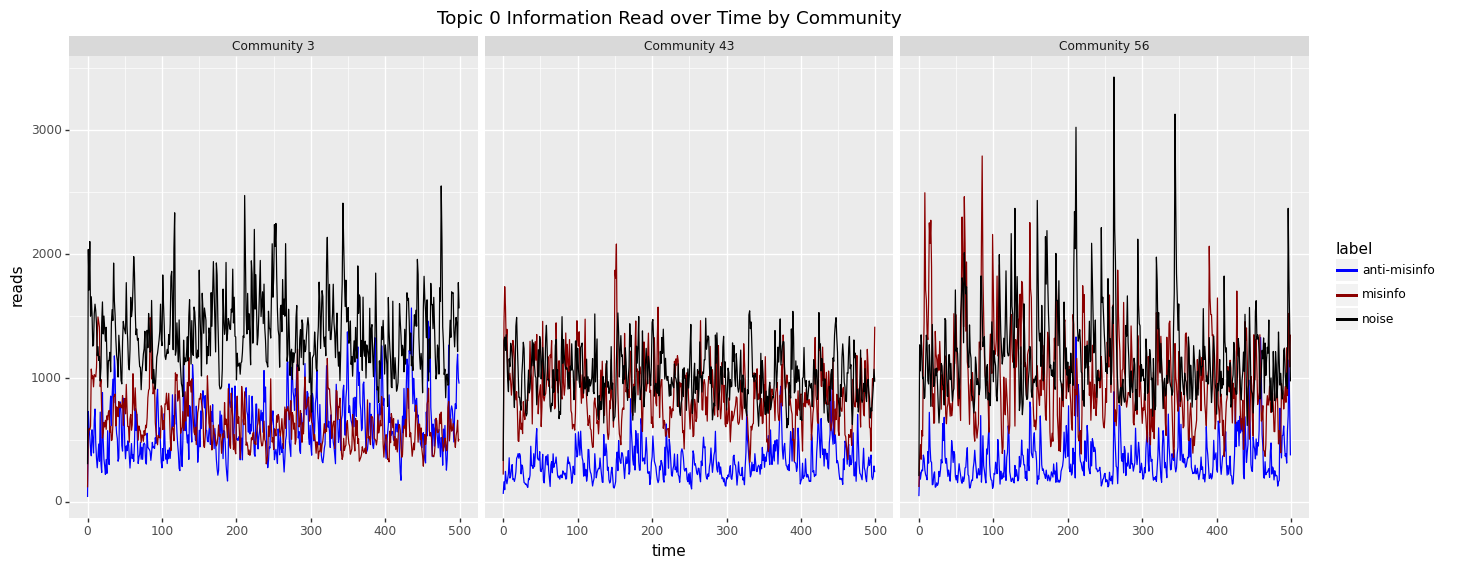 Topic 0 Information Read over Time by Community
Community 3
Community 43
Community 56
reads
3000
2000
1000
0
0 100 200 300 400 500
0 100 200 300 400 500
0 100 200 300 400 500
time
label
anti-misinfo
misinfo
noise